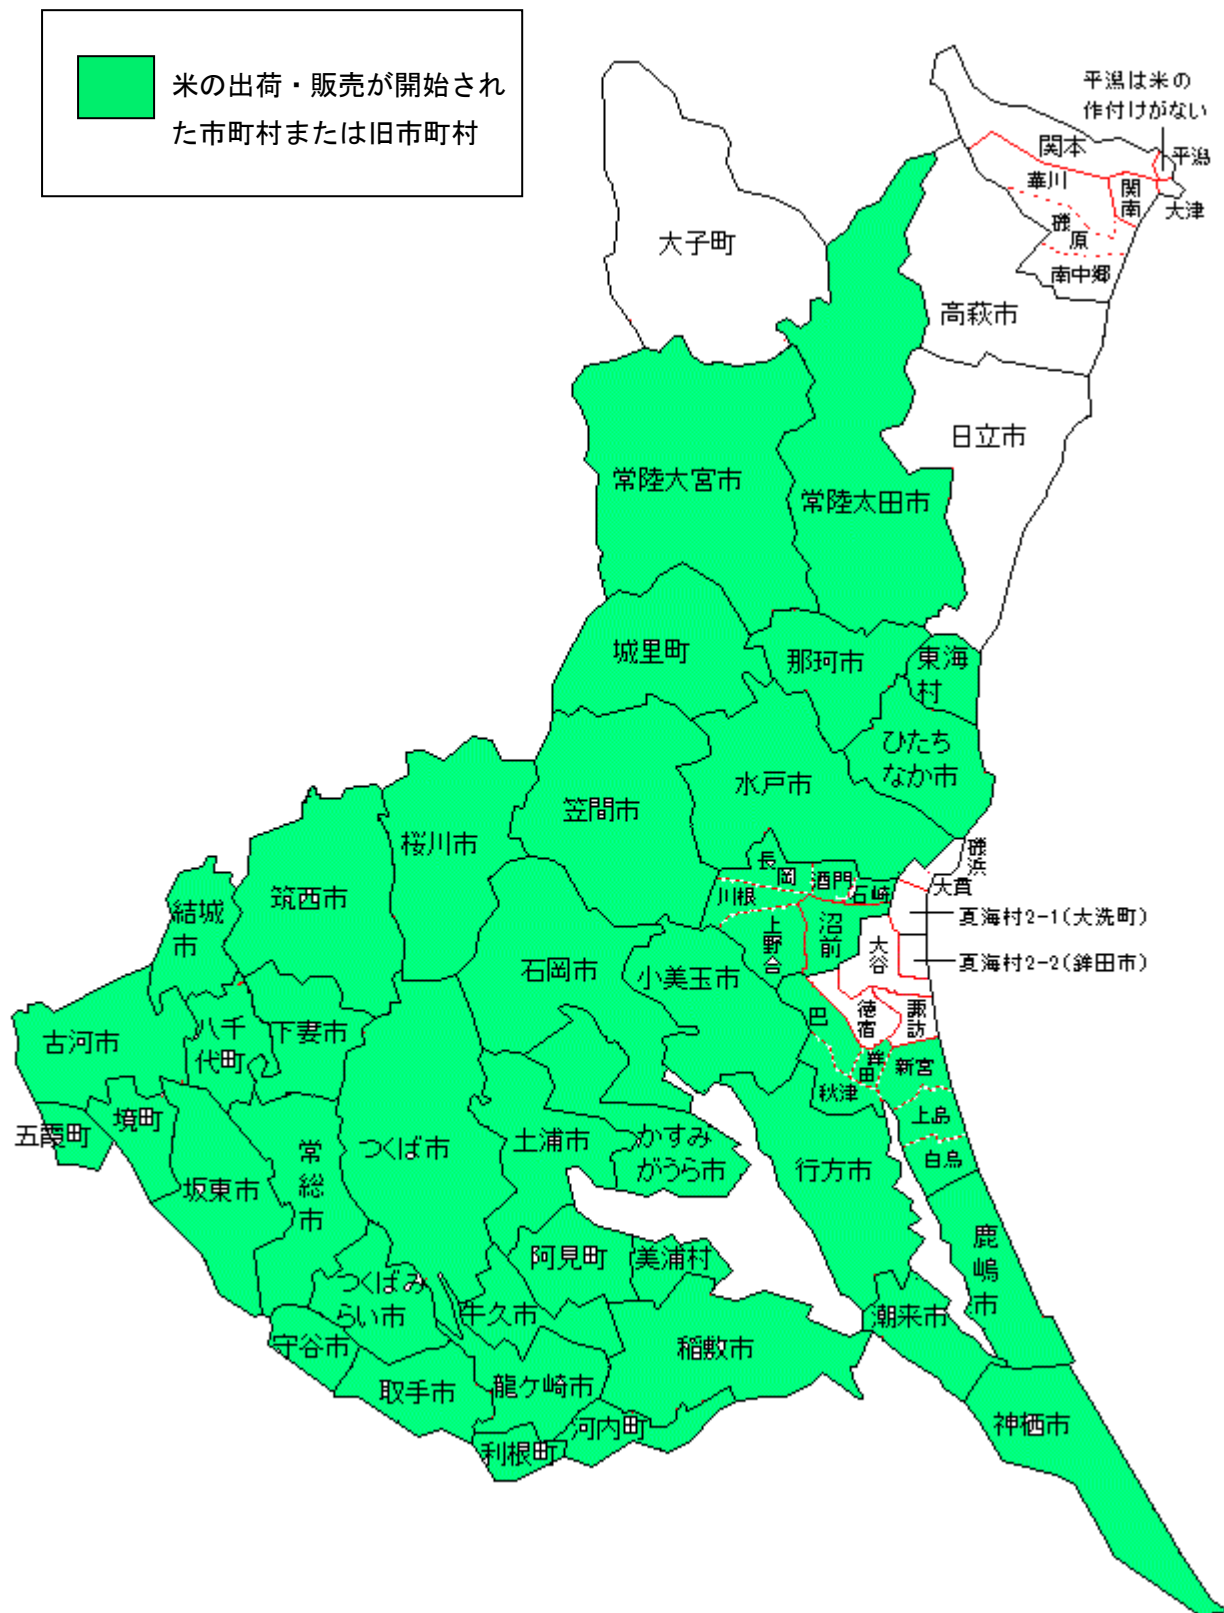 米の出荷・販売が開始され
た市町村または旧市町村
平潟は米の
作付けがない
関本
平潟
華川
関
南
大津
磯
原
南中郷
大子町
高萩市
日立市
常陸大宮市
常陸太田市
城里町
那珂市
東海
村
ひたち
なか市
水戸市
笠間市
桜川市
筑西市
結城
市
長
岡
酒門
石崎
川根
磯
浜
大貫
夏海村2-1(大洗町)
夏海村2-2(鉾田市)
上
野
合
沼
前
大
谷
石岡市
小美玉市
徳
宿
諏
訪
巴
鉾
田
新宮
秋津
上島
白鳥
古河市
八千
代町
下妻市
五霞町
境町
坂東市
常
総
市
つくば市
土浦市
かすみ
がうら市
行方市
鹿
嶋
市
阿見町
美浦村
つくばみ
らい市
牛久市
潮来市
守谷市
稲敷市
取手市
龍ケ崎市
河内町
利根町
神栖市